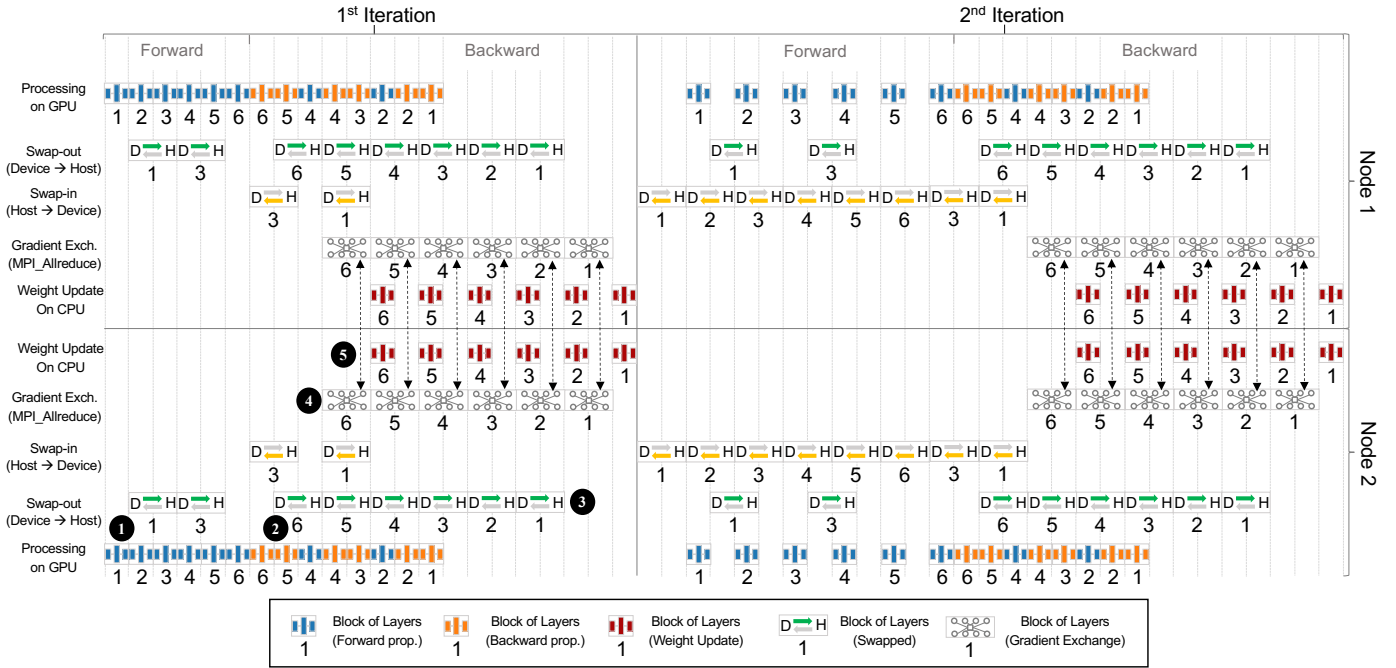 1st Iteration
2nd Iteration
Forward Backward Forward Backward
Processing
on GPU
1 2 3 4 5 6 6 5 4 4 3 2 2 1 1 2 3 4 5 6 6 5 4 4 3 2 2 1
Swap-out
(Device → Host)
D H D H D H D H D H D H D H D H D H D H D H D H D H D H D H D H
1 3 6 5 4 3 2 1 1 3 6 5 4 3 2 1
Swap-in
(Host → Device)
D H D H D H D H D H D H D H D H D H D H
3 1 1 2 3 4 5 6 3 1
Gradient Exch.
(MPI_Allreduce)
6 5 4 3 2 1 6 5 4 3 2 1
Weight Update
On CPU
6 5 4 3 2 1 6 5 4 3 2 1
Node 1
Weight Update
On CPU
5
6 5 4 3 2 1 6 5 4 3 2 1
Gradient Exch.
(MPI_Allreduce)
4
6 5 4 3 2 1 6 5 4 3 2 1
Swap-in
(Host → Device)
D H D H D H D H D H D H D H D H D H D H
3 1 1 2 3 4 5 6 3 1
Swap-out
(Device → Host)
D H D H D H D H D H D H D H D H D H D H D H D H D H D H D H D H
3
1 3 6 5 4 3 2 1 1 4 6 5 4 3 2 1
1 2
Processing
on GPU
1 2 3 4 5 6 6 5 4 4 3 2 2 1 1 2 3 4 5 6 6 5 4 4 3 2 2 1
Node 2
1
Block of Layers
(Forward prop.)
1
Block of Layers
(Backward prop.)
1
Block of Layers
(Weight Update)
D H
1
Block of Layers
(Swapped)
1
Block of Layers
(Gradient Exchange)